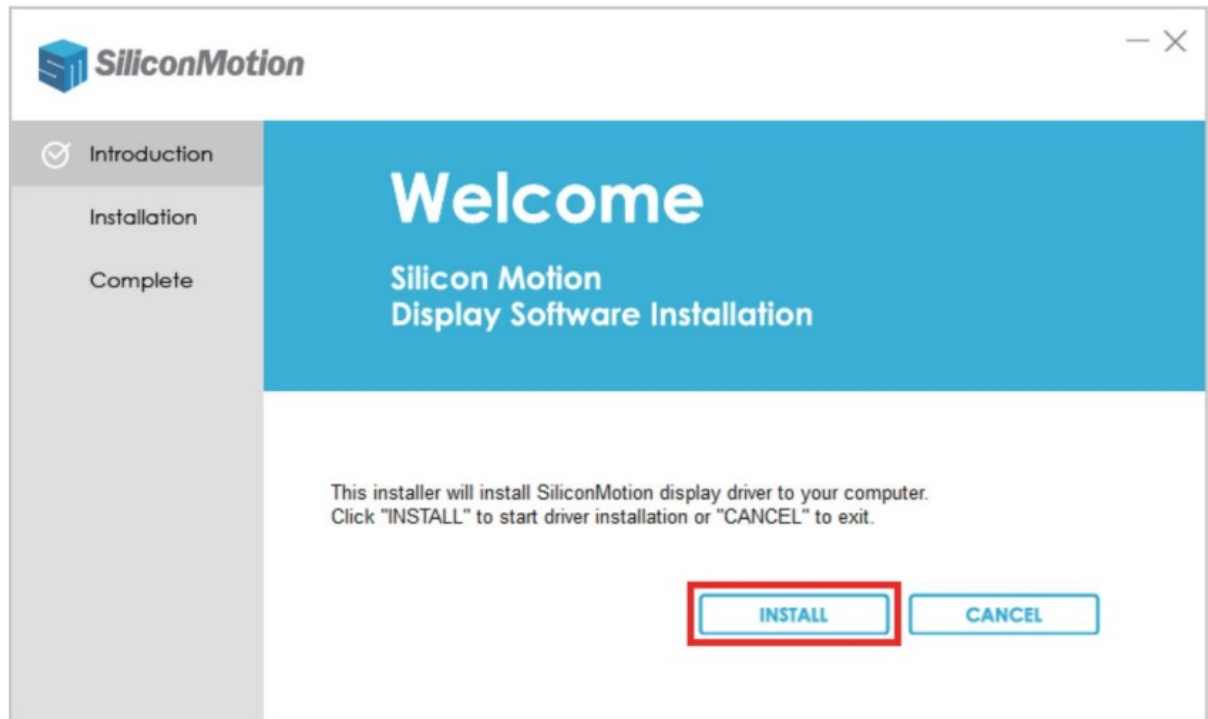 SiliconMotion
Introduction
Installation
Complete
Welcome
Silicon Motion
Display Software Installation
This installer will install SiliconMotion display driver to your computer.
Click "INSTALL" to start driver installation or "CANCEL" to exit.
INSTALL
CANCEL